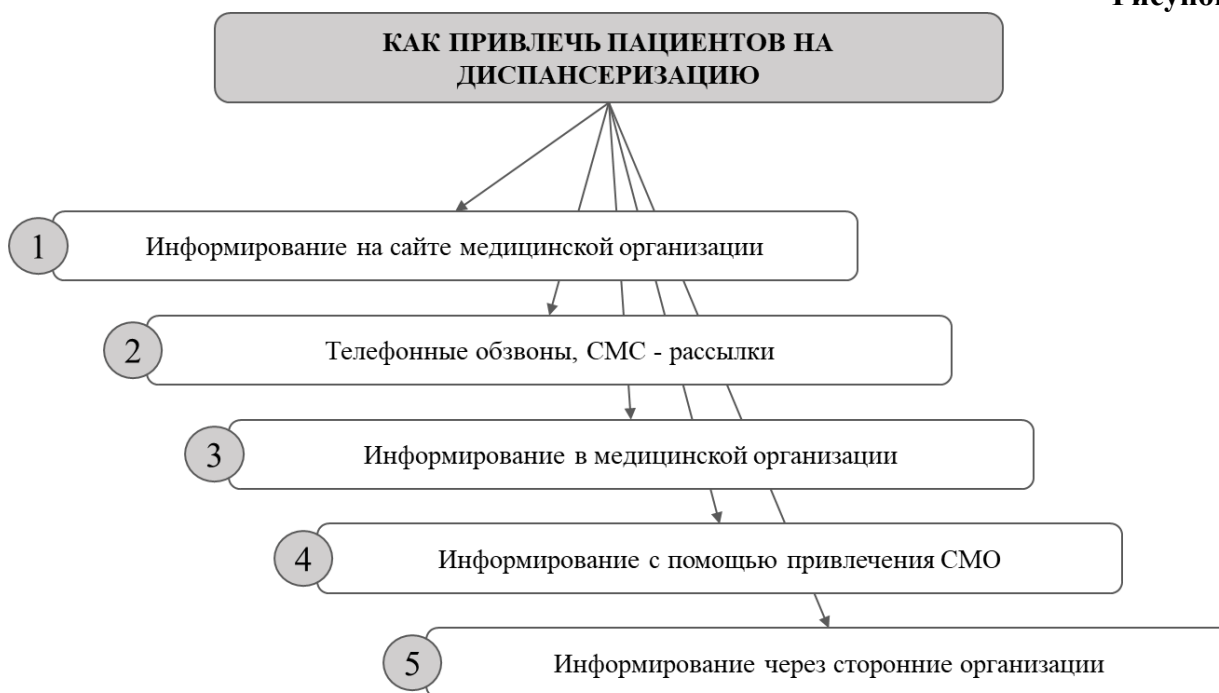 КАК ПРИВЛЕЧЬ ПАЦИЕНТОВ НА
ДИСПАНСЕРИЗАЦИЮ
1 Информирование на сайте медицинской организации
2 Телефонные обзвоны, СМС - рассылки
3 Информирование в медицинской организации
4 Информирование с помощью привлечения СМО
5 Информирование через сторонние организации